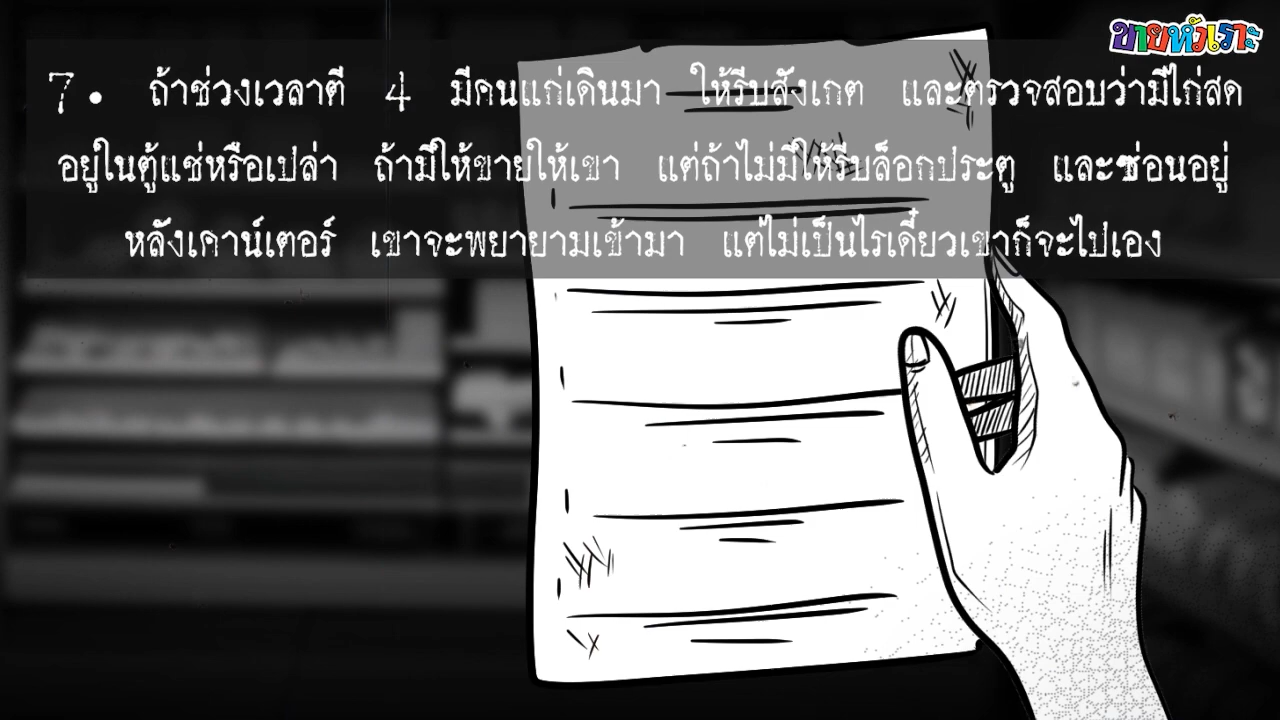 ขายหัวเราะ
7. ถ้าช่วงเวลาตี 4 มีคนแก่เดินมา ให้รีบสังเกต และตรวจสอบว่ามีไก่สด
อยู่ในตู้แช่หรือเปล่า ถ้ามีให้ขายให้เขา แต่ถ้าไม่มีให้รีบล็อกประตู และซ่อนอยู่
หลังเคาน์เตอร์ เขาจะพยายามเข้ามา แต่ไม่เป็นไรเดี๋ยวเขาก็จะไปเอง